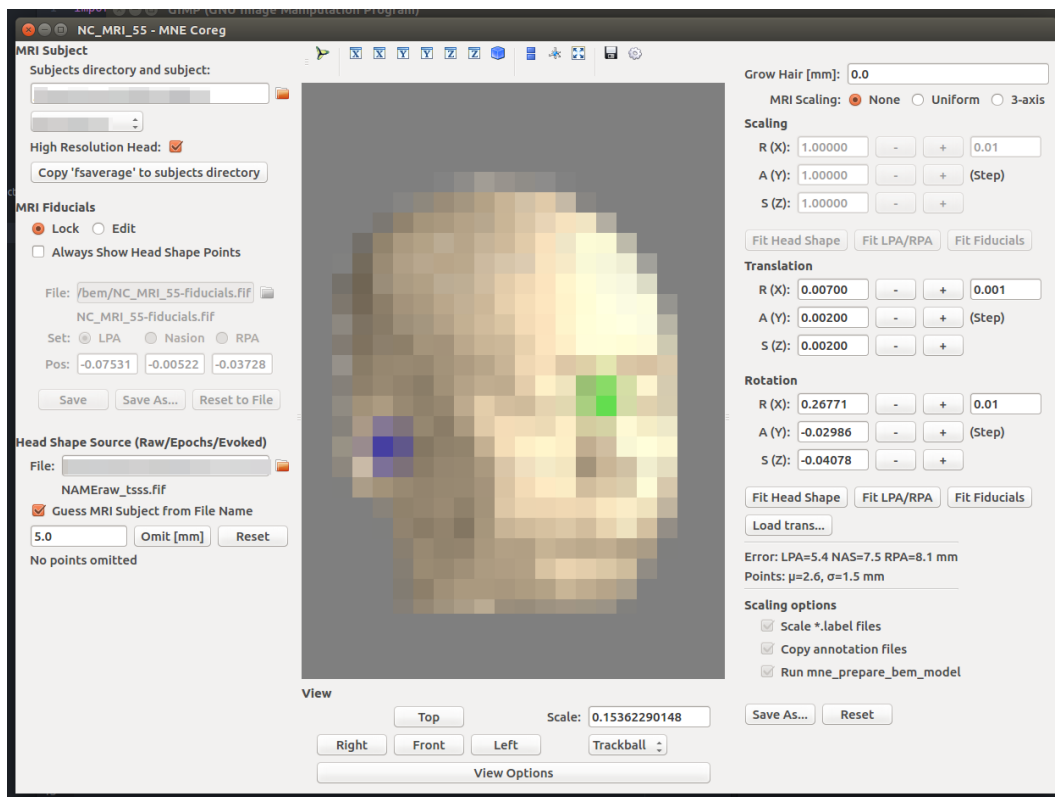 GIMP (GNU Image Manipulation Program)
NC_MRI_55 - MNE Coreg
MRI Subject
Subjects directory and subject:
High Resolution Head:
Copy 'fsaverage' to subjects directory
MRI Fiducials
Lock Edit
Always Show Head Shape Points
File: /bem/NC_MRI_55-fiducials.fif
NC_MRI_55-fiducials.fif
Set: LPA Nasion RPA
Pos: -0.07531 -0.00522 -0.03728
Save Save As... Reset to File
Head Shape Source (Raw/Epochs/Evoked)
File:
NAMEraw_tsss.fif
Guess MRI Subject from File Name
5.0 Omit [mm] Reset
No points omitted
X X Y Y Z Z
View
Top Scale: 0.15362290148
Right Front Left Trackball
View Options
Grow Hair [mm]: 0.0
MRI Scaling: None Uniform 3-axis
Scaling
R (X): 1.00000 - + 0.01
A (Y): 1.00000 - + (Step)
S (Z): 1.00000 - +
Fit Head Shape Fit LPA/RPA Fit Fiducials
Translation
R (X): 0.00700 - + 0.001
A (Y): 0.00200 - + (Step)
S (Z): 0.00200 - +
Rotation
R (X): 0.26771 - + 0.01
A (Y): -0.02986 - + (Step)
S (Z): -0.04078 - +
Fit Head Shape Fit LPA/RPA Fit Fiducials
Load trans...
Error: LPA=5.4 NAS=7.5 RPA=8.1 mm
Points: μ=2.6, σ=1.5 mm
Scaling options
Scale *.label files
Copy annotation files
Run mne_prepare_bem_model
Save As... Reset